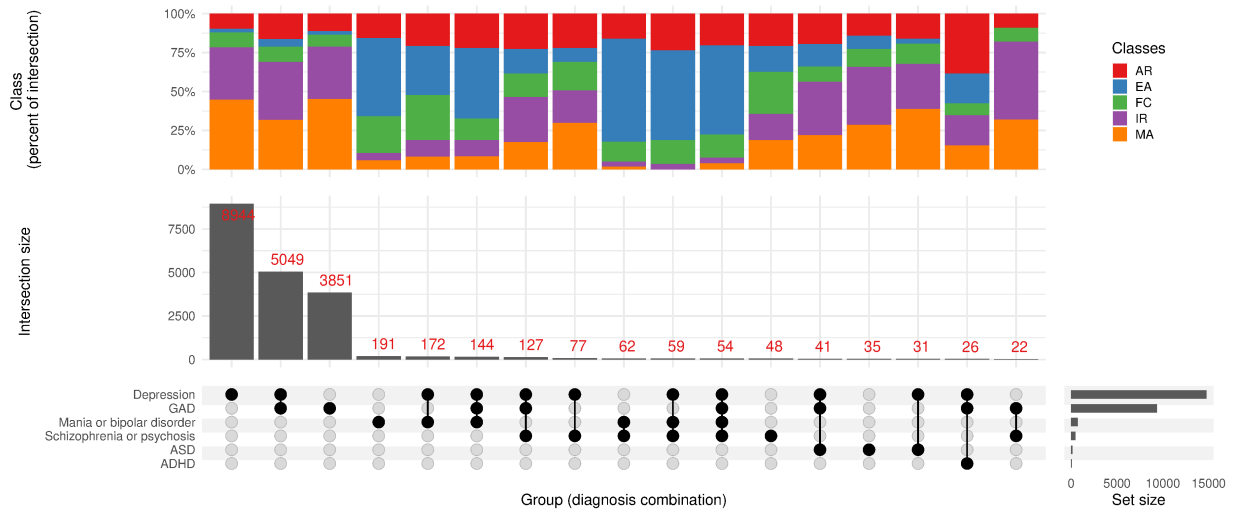 100%
75%
50%
25%
0%
Class
(percent of intersection)
Classes
AR
EA
FC
IR
MA
Intersection size
7500
5000
2500
0
8944
5049
3851
191
172
144
127
77
62
59
54
48
41
35
31
26
22
Depression
GAD
Mania or bipolar disorder
Schizophrenia or psychosis
ASD
ADHD
Group (diagnosis combination)
0 5000 10000 15000
Set size